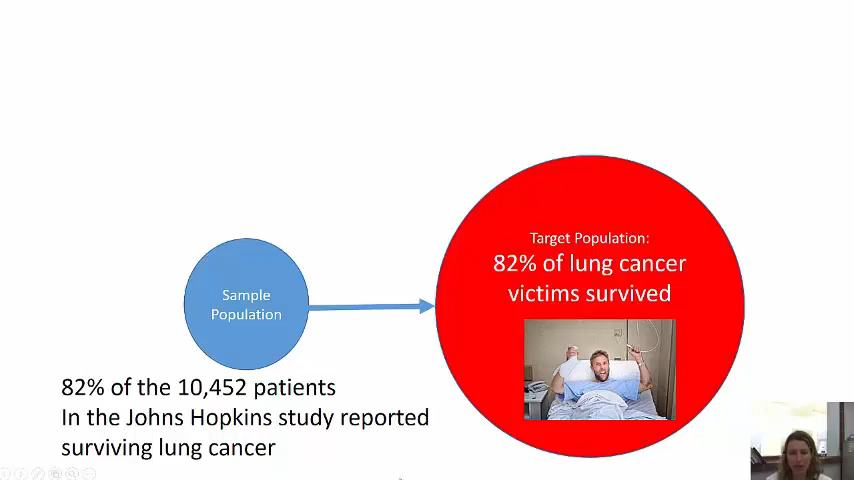 Target Population:
82% of lung cancer
victims survived
Sample
Population
82% of the 10,452 patients
In the Johns Hopkins study reported
surviving lung cancer